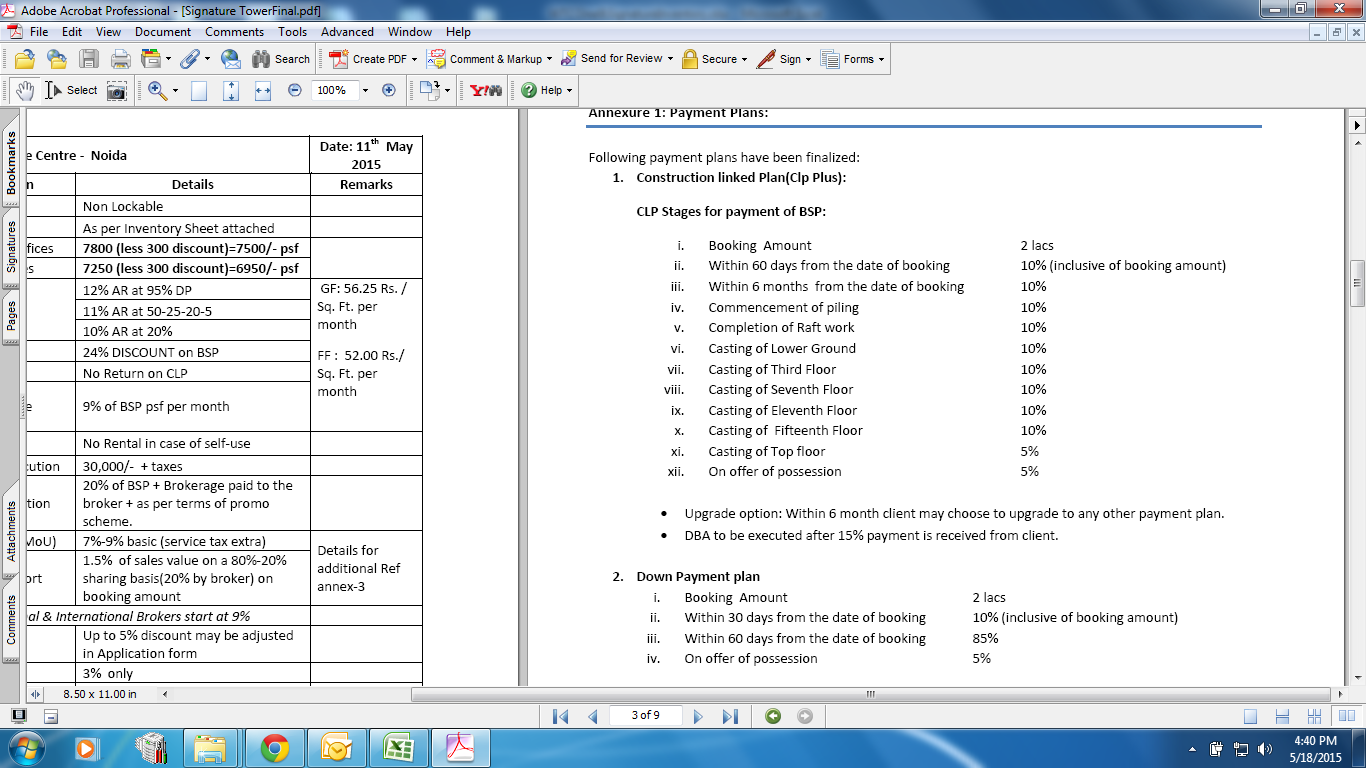 Adobe Acrobat Professional - [Signature TowerFinal.pdf]
File Edit View Document Comments Tools Advanced Window Help
Search Create PDF Comment & Markup Send for Review Secure Sign Forms
Select 100% Y! Help
Bookmarks
Signatures
Pages
Attachments
Comments
e Centre - Noida
Date: 11th May
2015
n Details Remarks
Non Lockable
As per Inventory Sheet attached
fices 7800 (less 300 discount)=7500/- psf
s 7250 (less 300 discount)=6950/- psf
12% AR at 95% DP
11% AR at 50-25-20-5
10% AR at 20%
24% DISCOUNT on BSP
No Return on CLP
GF: 56.25 Rs. /
Sq. Ft. per
month
FF : 52.00 Rs./
Sq. Ft. per
month
e 9% of BSP psf per month
No Rental in case of self-use
cution 30,000/- + taxes
tion 20% of BSP + Brokerage paid to the
broker + as per terms of promo
scheme.
MoU) 7%-9% basic (service tax extra)
ort 1.5% of sales value on a 80%-20%
sharing basis(20% by broker) on
booking amount
Details for
additional Ref
annex-3
al & International Brokers start at 9%
Up to 5% discount may be adjusted
in Application form
3% only
Annexure 1: Payment Plans:
Following payment plans have been finalized:
1. Construction linked Plan(Clp Plus):
CLP Stages for payment of BSP:
i. Booking Amount 2 lacs
ii. Within 60 days from the date of booking 10% (inclusive of booking amount)
iii. Within 6 months from the date of booking 10%
iv. Commencement of piling 10%
v. Completion of Raft work 10%
vi. Casting of Lower Ground 10%
vii. Casting of Third Floor 10%
viii. Casting of Seventh Floor 10%
ix. Casting of Eleventh Floor 10%
x. Casting of Fifteenth Floor 10%
xi. Casting of Top floor 5%
xii. On offer of possession 5%
• Upgrade option: Within 6 month client may choose to upgrade to any other payment plan.
• DBA to be executed after 15% payment is received from client.
2. Down Payment plan
i. Booking Amount 2 lacs
ii. Within 30 days from the date of booking 10% (inclusive of booking amount)
iii. Within 60 days from the date of booking 85%
iv. On offer of possession 5%
8.50 x 11.00 in
3 of 9
4:40 PM
5/18/2015